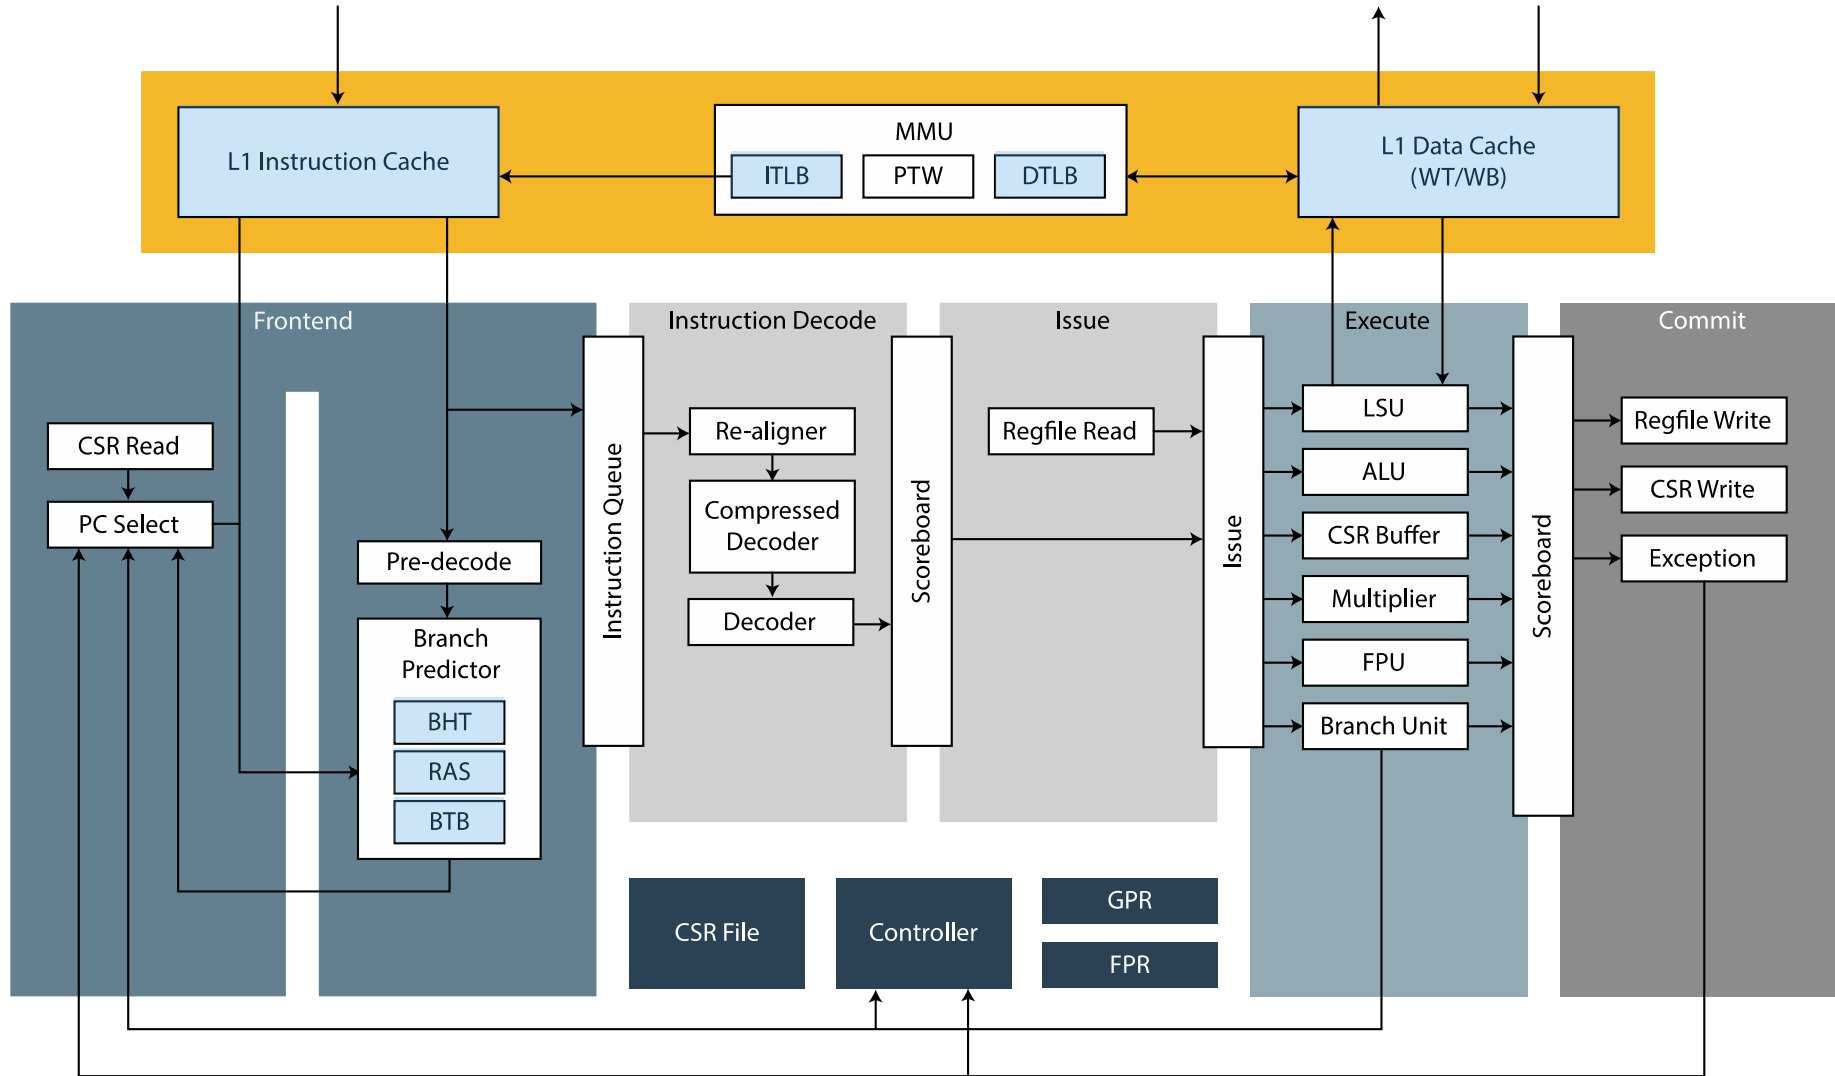 L1 Instruction Cache
MMU
ITLB
PTW
DTLB
L1 Data Cache
(WT/WB)
Frontend
Instruction Decode
Issue
Execute
Commit
CSR Read
PC Select
Pre-decode
Branch
Predictor
BHT
RAS
BTB
Instruction Queue
Re-aligner
Compressed
Decoder
Decoder
Scoreboard
Regfile Read
Issue
LSU
ALU
CSR Buffer
Multiplier
FPU
Branch Unit
Scoreboard
Regfile Write
CSR Write
Exception
CSR File
Controller
GPR
FPR